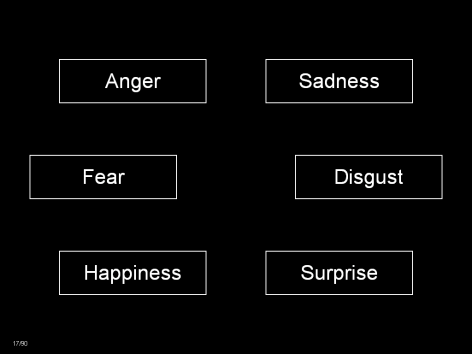 Anger
Sadness
Fear
Disgust
Happiness
Surprise
17/90